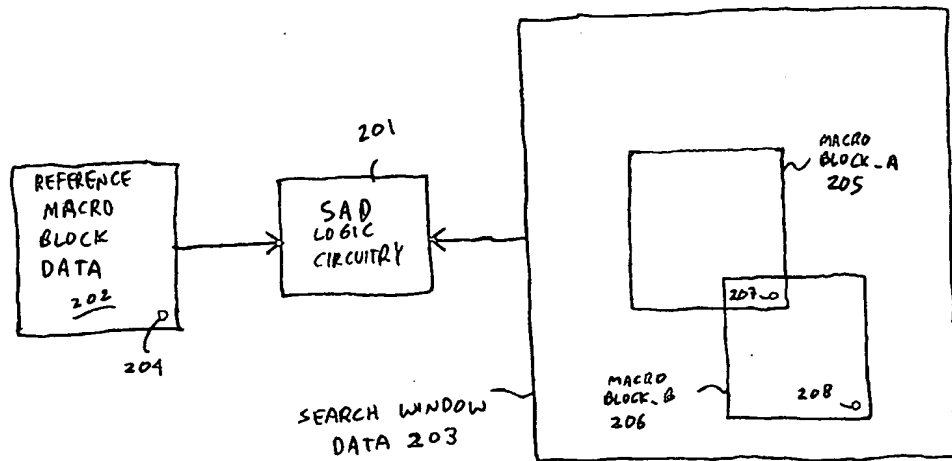 201
REFERENCE
MACRO
BLOCK
DATA
202
204
SAD
LOGIC
CIRCUITRY
MACRO
BLOCK_A
205
207
MACRO
BLOCK_B
206
208
SEARCH WINDOW
DATA 203